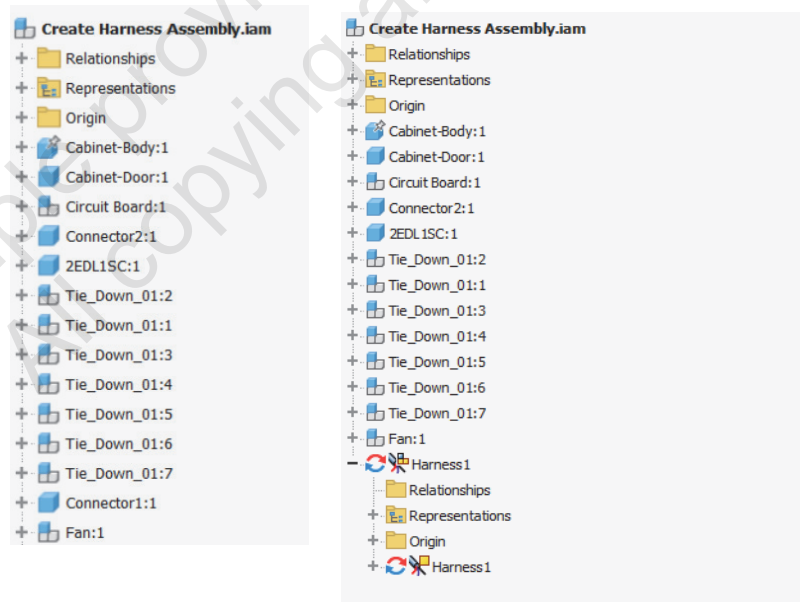 Create Harness Assembly.iam
Relationships
Representations
Origin
Cabinet-Body:1
Cabinet-Door:1
Circuit Board:1
Connector2:1
2EDL1SC:1
Tie_Down_01:2
Tie_Down_01:1
Tie_Down_01:3
Tie_Down_01:4
Tie_Down_01:5
Tie_Down_01:6
Tie_Down_01:7
Connector1:1
Fan:1
Create Harness Assembly.iam
Relationships
Representations
Origin
Cabinet-Body:1
Cabinet-Door:1
Circuit Board:1
Connector2:1
2EDL1SC:1
Tie_Down_01:2
Tie_Down_01:1
Tie_Down_01:3
Tie_Down_01:4
Tie_Down_01:5
Tie_Down_01:6
Tie_Down_01:7
Fan:1
Harness1
Relationships
Representations
Origin
Harness1
All copying